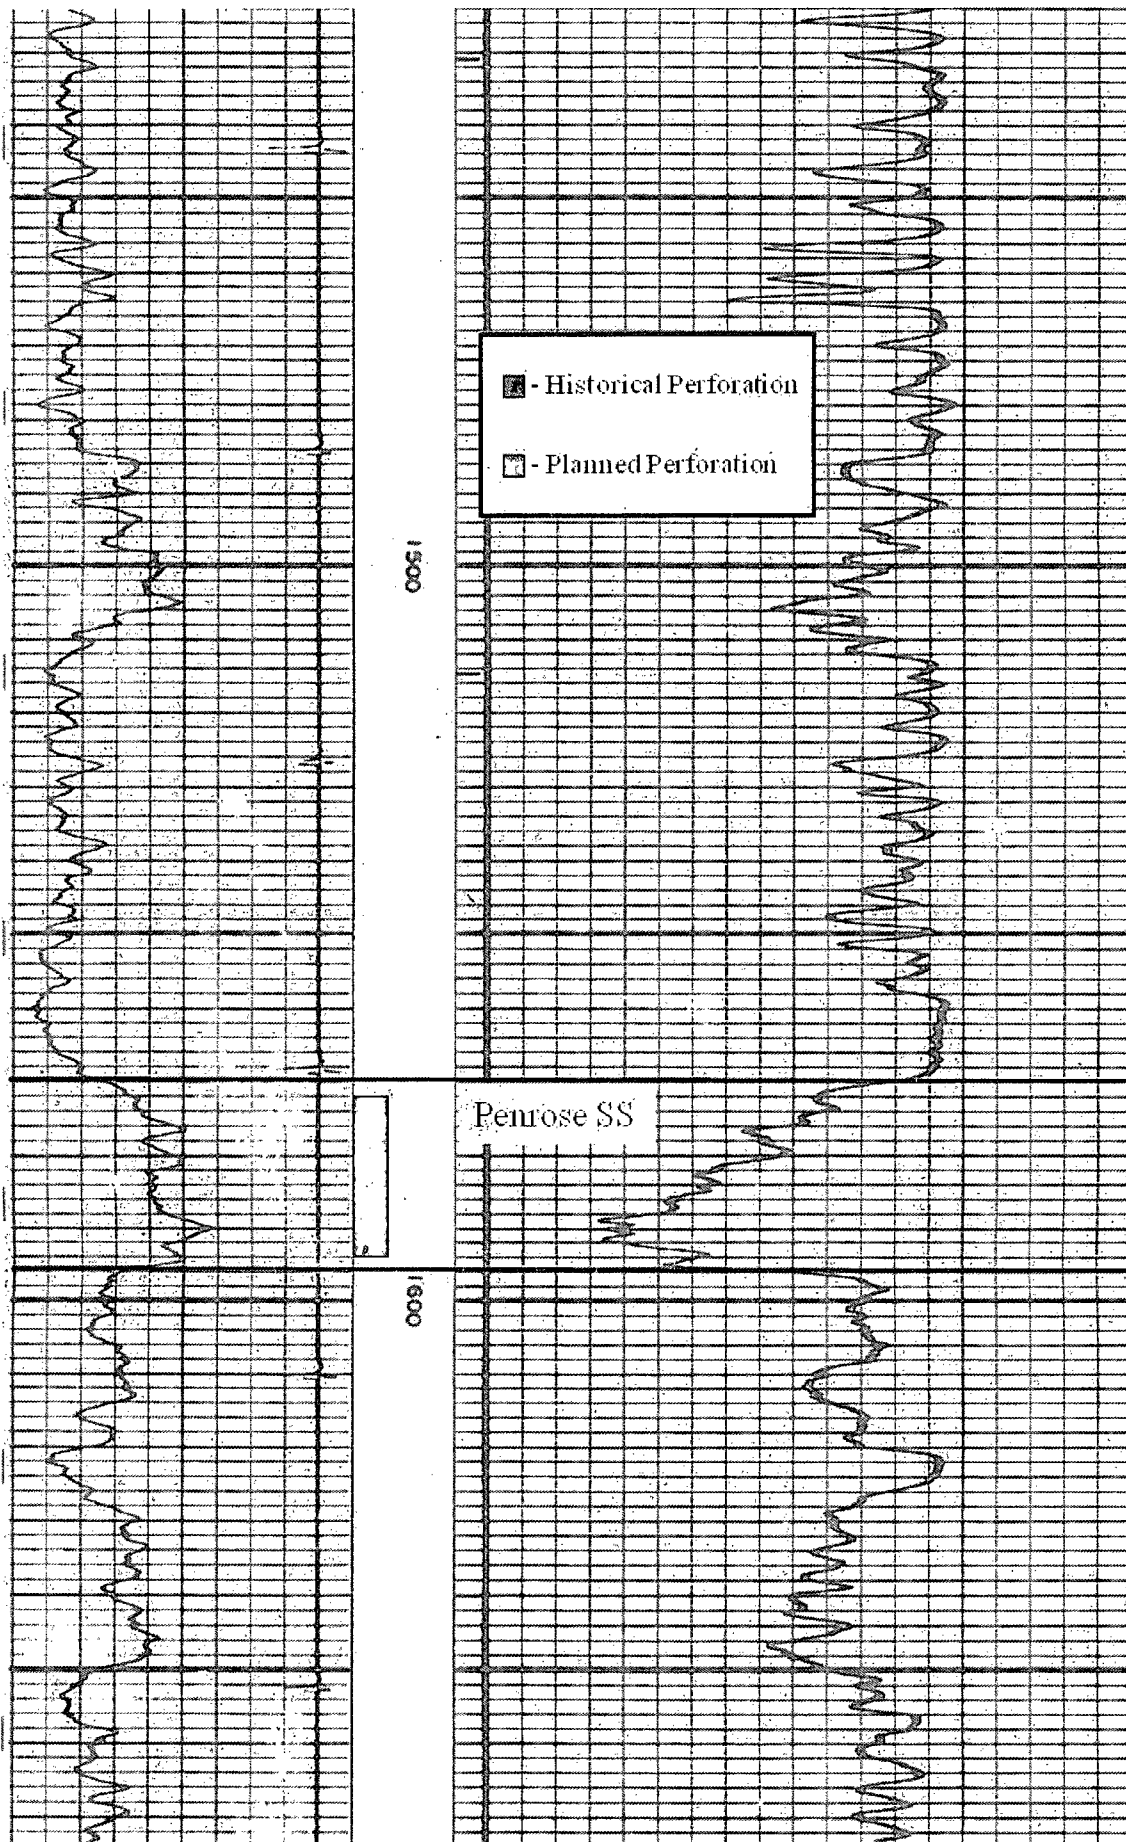 - Historical Perforation
- Planned Perforation
1500
Penrose SS
1600